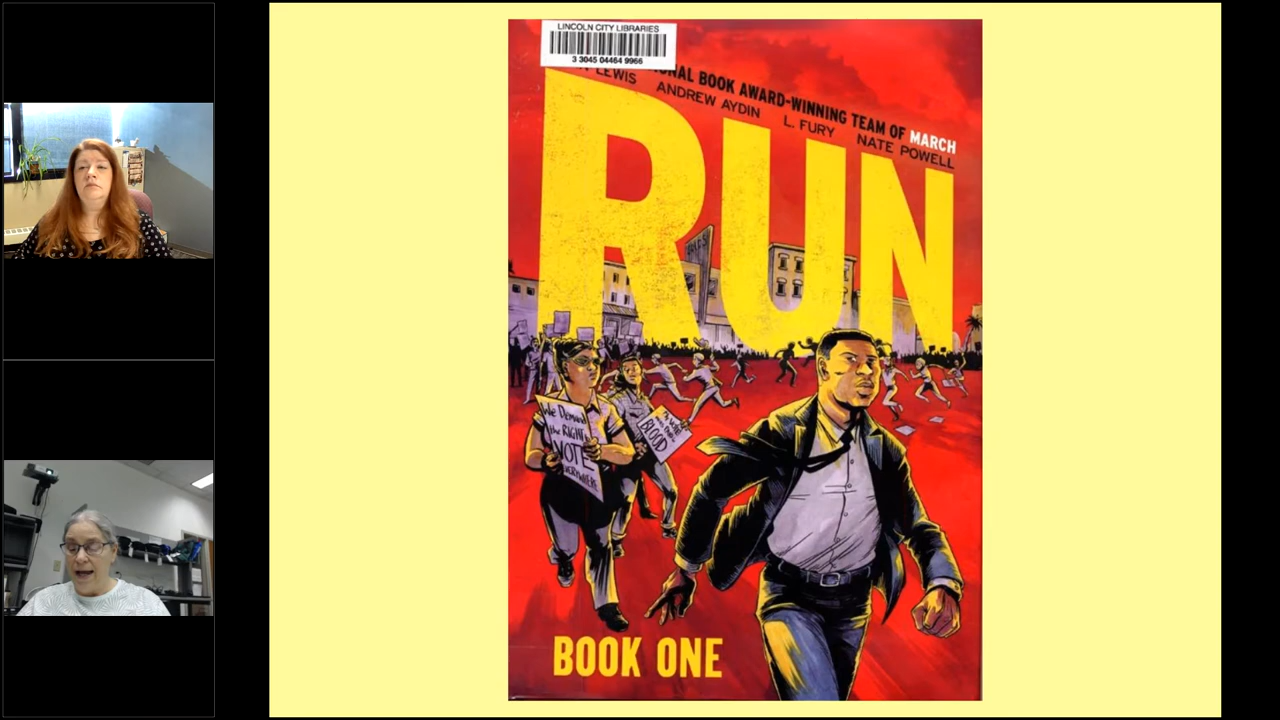 LINCOLN CITY LIBRARIES
3 3045 04464 9966
BOOK AWARD-WINNING TEAM OF MARCH
LEWIS ANDREW AYDIN L. FURY NATE POWELL
RUN
We Demand
the RIGHT
VOTE
BLOOD
BOOK ONE